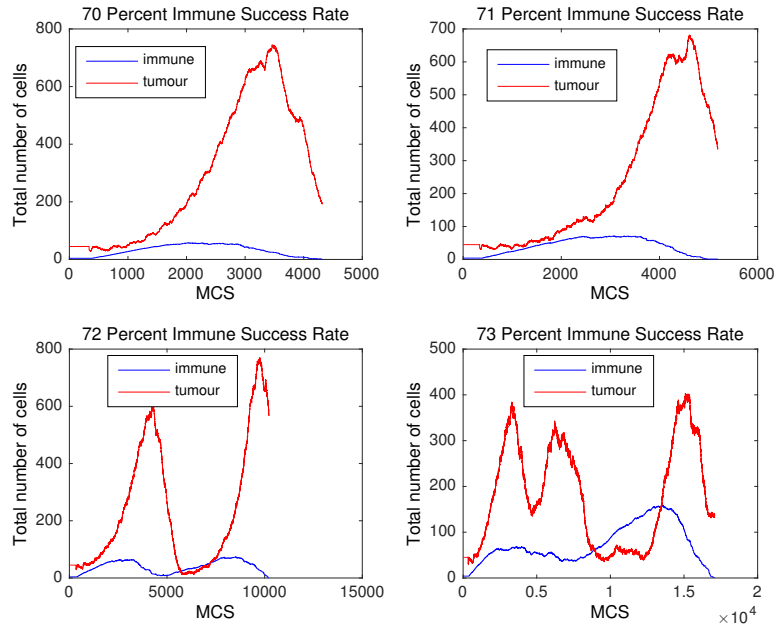 70 Percent Immune Success Rate
800
600
400
200
0
0 1000 2000 3000 4000 5000
Total number of cells
MCS
immune
tumour
71 Percent Immune Success Rate
700
600
500
400
300
200
100
0
0 2000 4000 6000
Total number of cells
MCS
immune
tumour
72 Percent Immune Success Rate
800
600
400
200
0
0 5000 10000 15000
Total number of cells
MCS
immune
tumour
73 Percent Immune Success Rate
500
400
300
200
100
0
0 0.5 1 1.5 2
Total number of cells
MCS
× 10⁴
immune
tumour